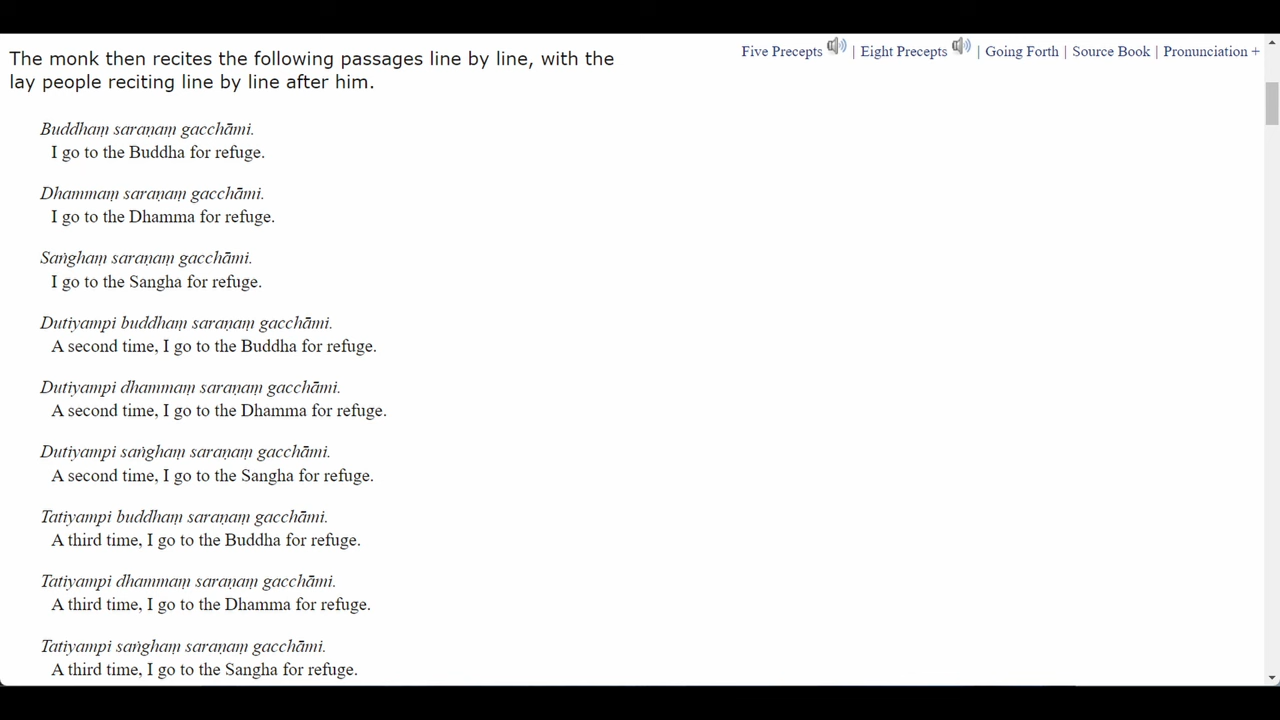 Five Precepts | Eight Precepts | Going Forth | Source Book | Pronunciation +
The monk then recites the following passages line by line, with the
lay people reciting line by line after him.
Buddhaṃ saraṇaṃ gacchāmi.
I go to the Buddha for refuge.
Dhammaṃ saraṇaṃ gacchāmi.
I go to the Dhamma for refuge.
Saṅghaṃ saraṇaṃ gacchāmi.
I go to the Sangha for refuge.
Dutiyampi buddhaṃ saraṇaṃ gacchāmi.
A second time, I go to the Buddha for refuge.
Dutiyampi dhammaṃ saraṇaṃ gacchāmi.
A second time, I go to the Dhamma for refuge.
Dutiyampi saṅghaṃ saraṇaṃ gacchāmi.
A second time, I go to the Sangha for refuge.
Tatiyampi buddhaṃ saraṇaṃ gacchāmi.
A third time, I go to the Buddha for refuge.
Tatiyampi dhammaṃ saraṇaṃ gacchāmi.
A third time, I go to the Dhamma for refuge.
Tatiyampi saṅghaṃ saraṇaṃ gacchāmi.
A third time, I go to the Sangha for refuge.